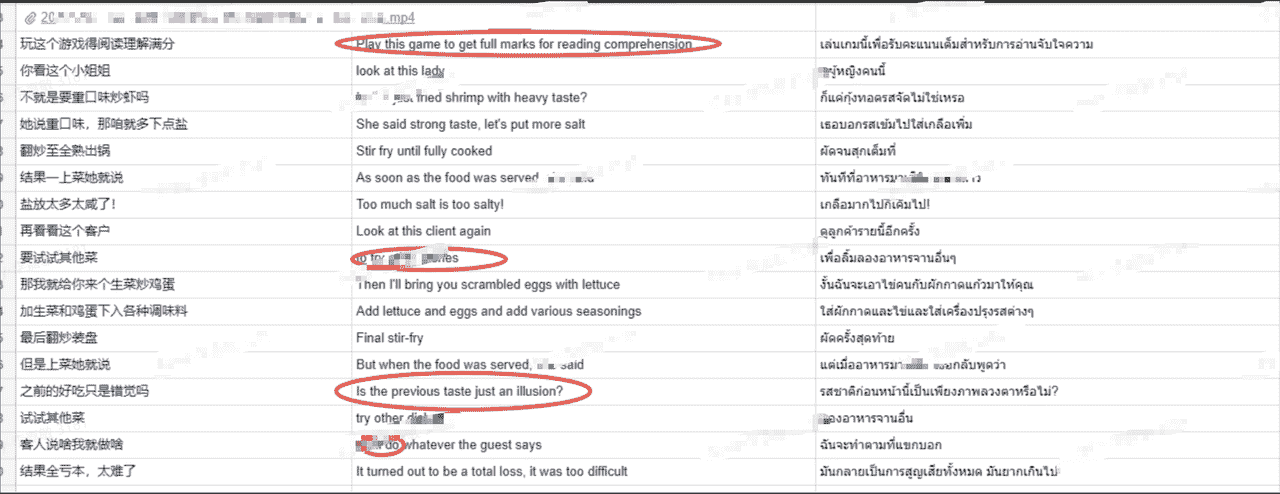 .mp4
玩这个游戏得阅读理解满分 Play this game to get full marks for reading comprehension เล่นเกมนี้เพื่อรับคะแนนเต็มสำหรับการอ่านจับใจความ
你看这个小姐姐 look at this lady ผู้หญิงคนนี้
不就是要重口味炒虾吗 fried shrimp with heavy taste? ก็แค่กุ้งทอดรสจัดไม่ใช่เหรอ
她说重口味，那咱就多下点盐 She said strong taste, let's put more salt เธอบอกรสเข้มไปใส่เกลือเพิ่ม
翻炒至全熟出锅 Stir fry until fully cooked ผัดจนสุกเต็มที่
结果一上菜她就说 As soon as the food was served, ทันทีที่อาหารมา
盐放太多太咸了！ Too much salt is too salty! เกลือมากไปก็เค็มไป!
再看看这个客户 Look at this client again ดูลูกค้ารายนี้อีกครั้ง
要试试其他菜 to try เพื่อลิ้มลองอาหารจานอื่นๆ
那我就给你来个生菜炒鸡蛋 Then I'll bring you scrambled eggs with lettuce งั้นฉันจะเอาไข่คนกับผักกาดแก้วมาให้คุณ
加生菜和鸡蛋下入各种调味料 Add lettuce and eggs and add various seasonings ใส่ผักกาดและไข่และใส่เครื่องปรุงรสต่างๆ
最后翻炒装盘 Final stir-fry ผัดครั้งสุดท้าย
但是上菜她就说 But when the food was served, said แต่เมื่ออาหารมา กลับพูดว่า
之前的好吃只是错觉吗 Is the previous taste just an illusion? รสชาติก่อนหน้านี้เป็นเพียงภาพลวงตาหรือไม่?
试试其他菜 try other ลองอาหารจานอื่น
客人说啥我就做啥 do whatever the guest says ฉันจะทำตามที่แขกบอก
结果全亏本，太难了 It turned out to be a total loss, it was too difficult มันกลายเป็นการสูญเสียทั้งหมด มันยากเกินไป